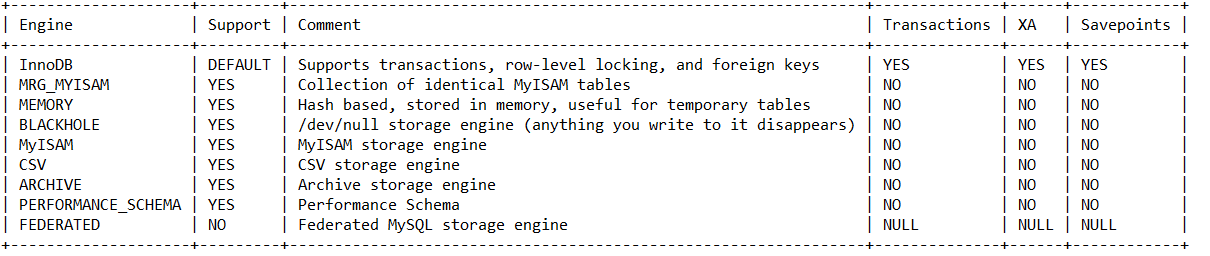 +--------------------+---------+----------------------------------------------------------------+--------------+------+------------+
| Engine             | Support | Comment                                                        | Transactions | XA   | Savepoints |
+--------------------+---------+----------------------------------------------------------------+--------------+------+------------+
| InnoDB             | DEFAULT | Supports transactions, row-level locking, and foreign keys     | YES          | YES  | YES        |
| MRG_MYISAM         | YES     | Collection of identical MyISAM tables                          | NO           | NO   | NO         |
| MEMORY             | YES     | Hash based, stored in memory, useful for temporary tables      | NO           | NO   | NO         |
| BLACKHOLE          | YES     | /dev/null storage engine (anything you write to it disappears) | NO           | NO   | NO         |
| MyISAM             | YES     | MyISAM storage engine                                          | NO           | NO   | NO         |
| CSV                | YES     | CSV storage engine                                             | NO           | NO   | NO         |
| ARCHIVE            | YES     | Archive storage engine                                         | NO           | NO   | NO         |
| PERFORMANCE_SCHEMA | YES     | Performance Schema                                             | NO           | NO   | NO         |
| FEDERATED          | NO      | Federated MySQL storage engine                                 | NULL         | NULL | NULL       |
+--------------------+---------+----------------------------------------------------------------+--------------+------+------------+